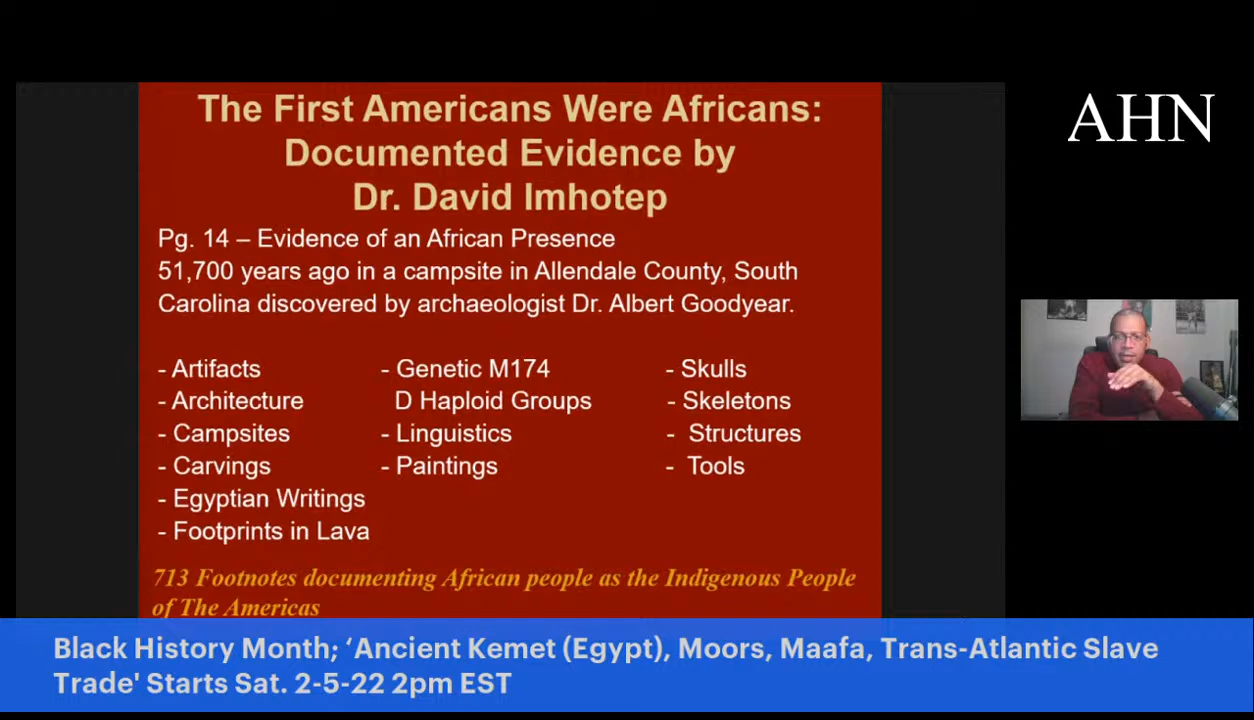 The First Americans Were Africans:
Documented Evidence by
Dr. David Imhotep
AHN
Pg. 14 – Evidence of an African Presence
51,700 years ago in a campsite in Allendale County, South
Carolina discovered by archaeologist Dr. Albert Goodyear.
- Artifacts
- Architecture
- Campsites
- Carvings
- Egyptian Writings
- Footprints in Lava
- Genetic M174
D Haploid Groups
- Linguistics
- Paintings
- Skulls
- Skeletons
- Structures
- Tools
713 Footnotes documenting African people as the Indigenous People
of The Americas
Black History Month; ‘Ancient Kemet (Egypt), Moors, Maafa, Trans-Atlantic Slave
Trade' Starts Sat. 2-5-22 2pm EST